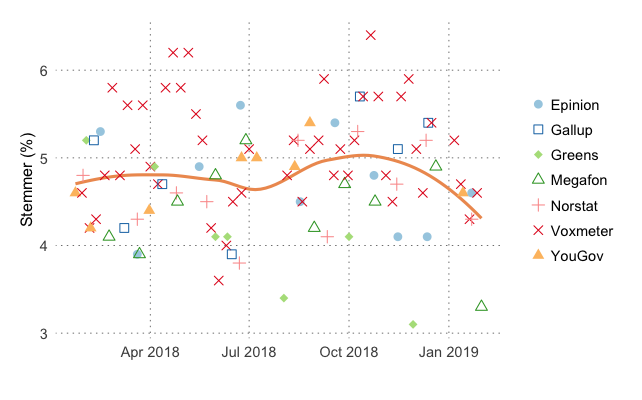 Stemmer (%)
6
5
4
3
Apr 2018
Jul 2018
Oct 2018
Jan 2019
Epinion
Gallup
Greens
Megafon
Norstat
Voxmeter
YouGov